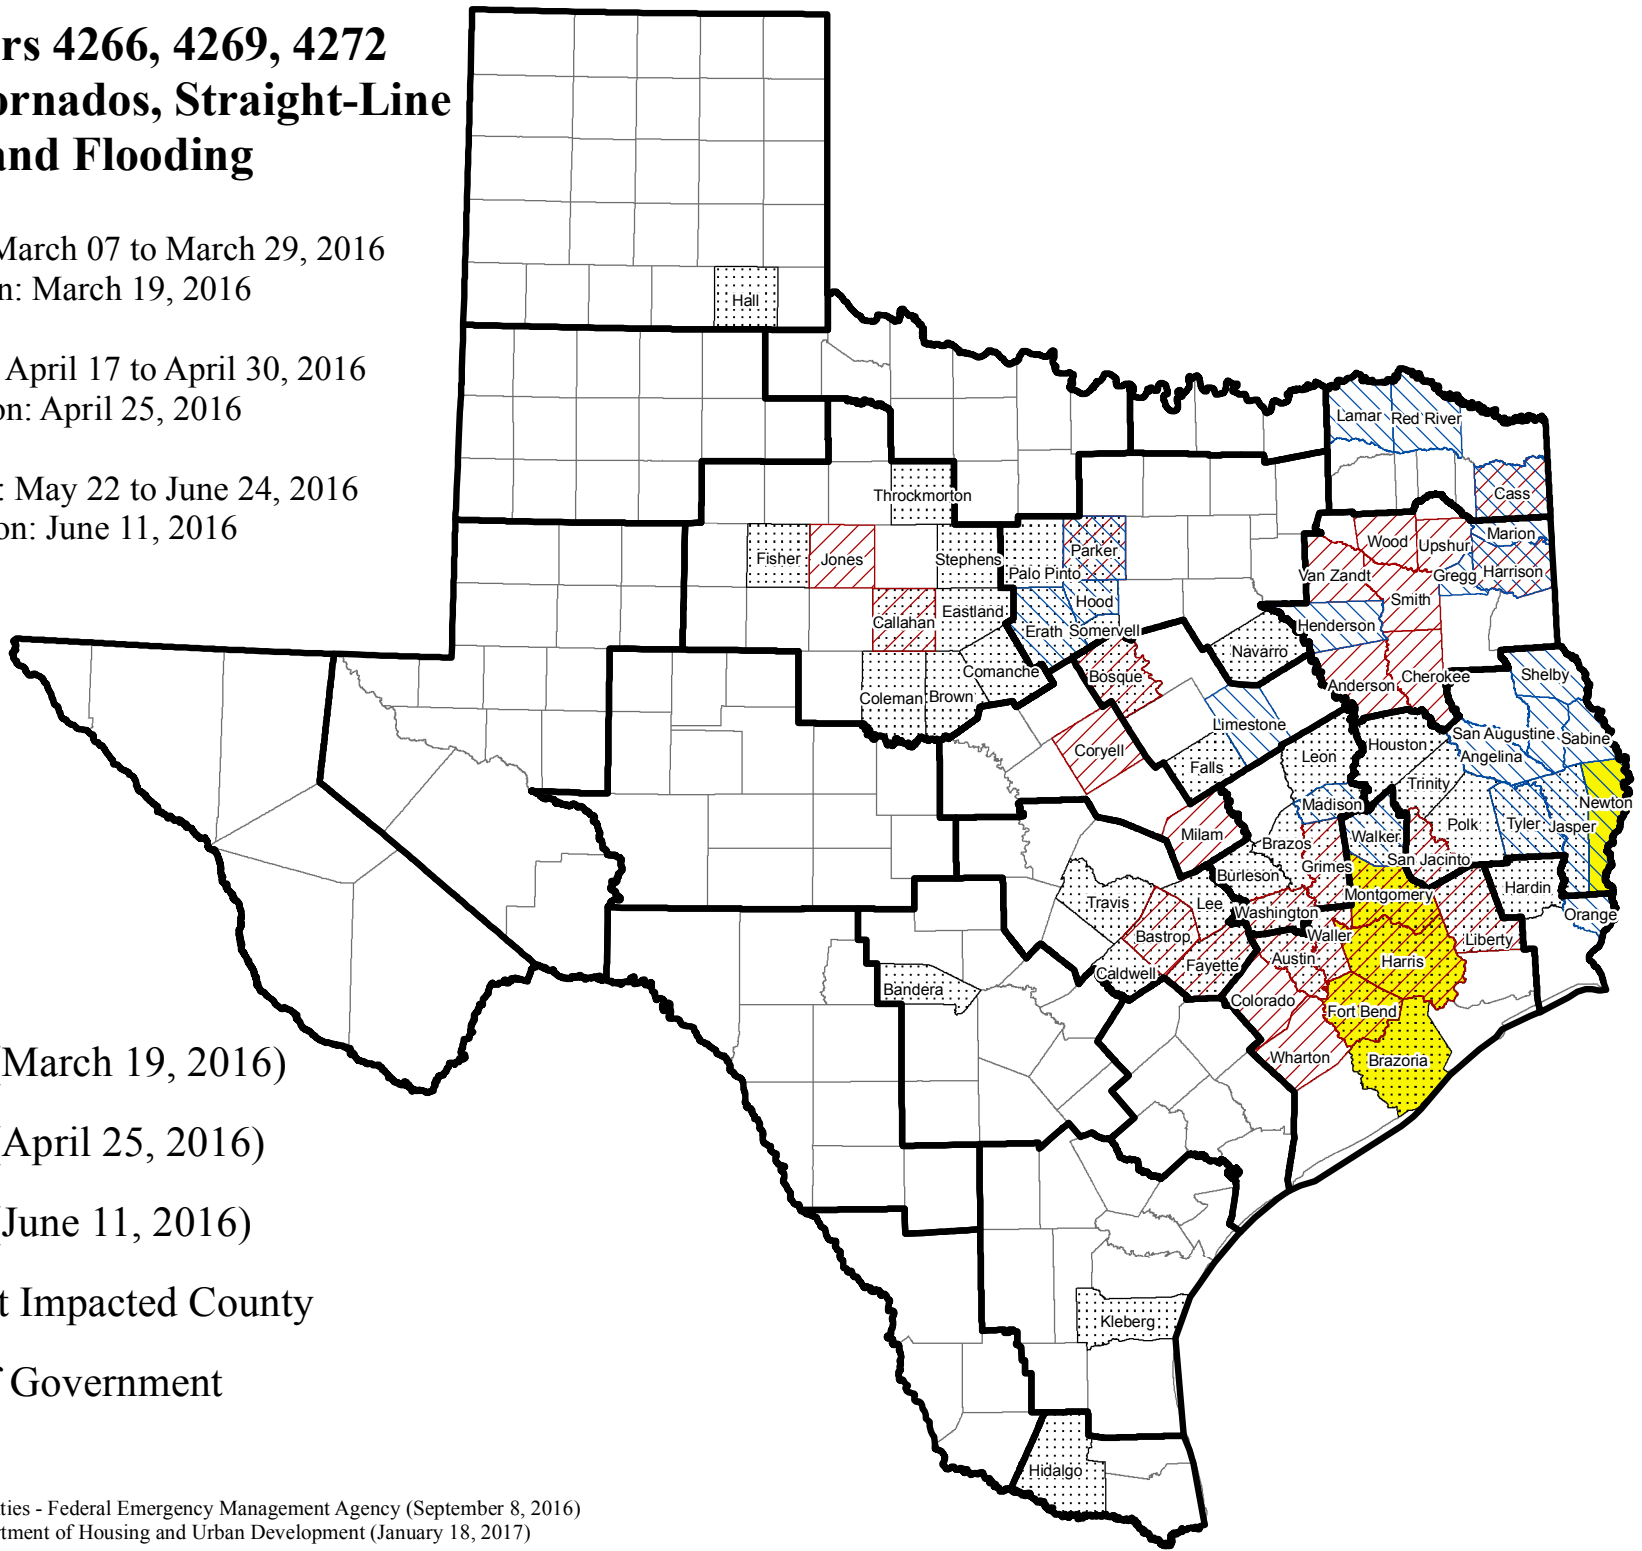 rs 4266, 4269, 4272
ornados, Straight-Line
and Flooding
March 07 to March 29, 2016
n: March 19, 2016
April 17 to April 30, 2016
on: April 25, 2016
: May 22 to June 24, 2016
on: June 11, 2016
(March 19, 2016)
(April 25, 2016)
(June 11, 2016)
t Impacted County
f Government
ties - Federal Emergency Management Agency (September 8, 2016)
rtment of Housing and Urban Development (January 18, 2017)
Hall
Lamar
Red River
Throckmorton
Cass
Fisher
Jones
Stephens
Palo Pinto
Parker
Wood
Upshur
Marion
Van Zandt
Gregg
Harrison
Callahan
Eastland
Hood
Smith
Erath
Somervell
Henderson
Navarro
Comanche
Bosque
Anderson
Cherokee
Shelby
Coleman
Brown
Limestone
Coryell
Falls
Leon
Houston
San Augustine
Sabine
Angelina
Trinity
Newton
Madison
Milam
Walker
Polk
Tyler
Jasper
Brazos
Grimes
San Jacinto
Burleson
Montgomery
Hardin
Travis
Lee
Washington
Orange
Bastrop
Waller
Liberty
Caldwell
Fayette
Austin
Harris
Bandera
Colorado
Fort Bend
Wharton
Brazoria
Kleberg
Hidalgo